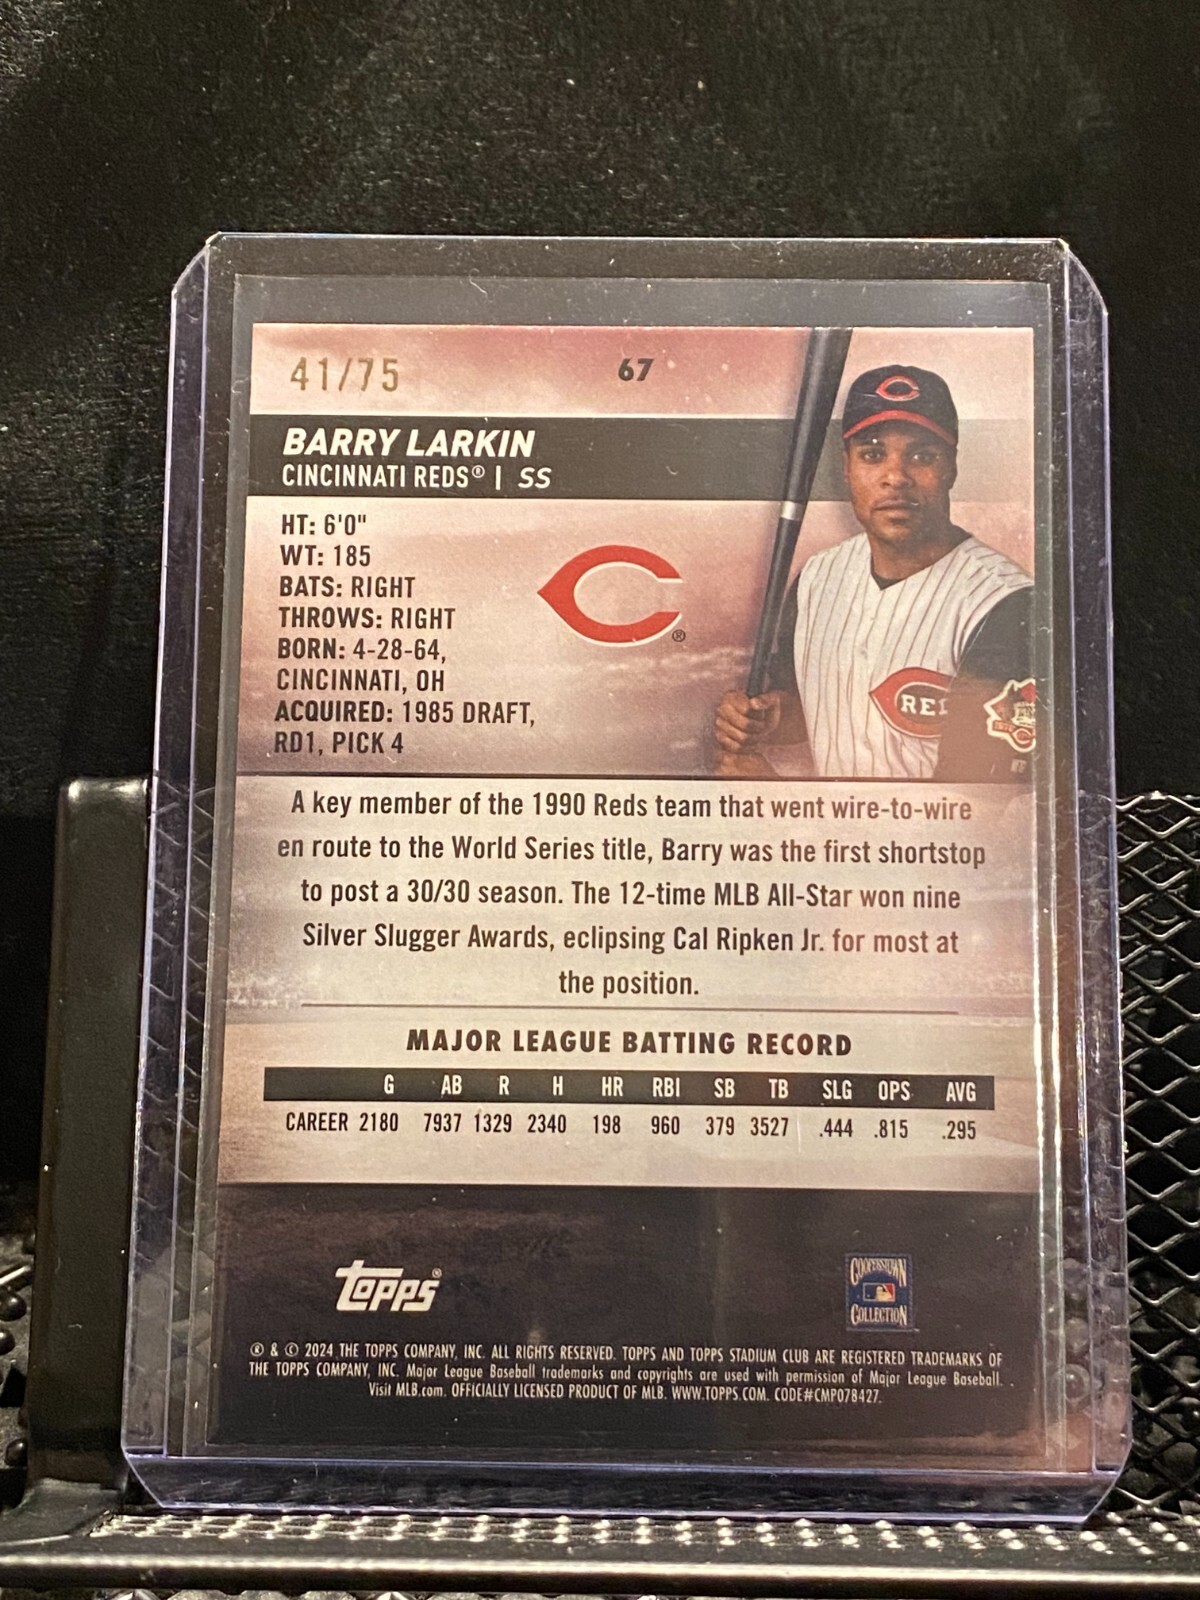 41/75
67
BARRY LARKIN
CINCINNATI REDS® | SS
HT: 6'0"
WT: 185
BATS: RIGHT
THROWS: RIGHT
BORN: 4-28-64,
CINCINNATI, OH
ACQUIRED: 1985 DRAFT,
RD1, PICK 4
®
A key member of the 1990 Reds team that went wire-to-wire
en route to the World Series title, Barry was the first shortstop
to post a 30/30 season. The 12-time MLB All-Star won nine
Silver Slugger Awards, eclipsing Cal Ripken Jr. for most at
the position.
MAJOR LEAGUE BATTING RECORD
G AB R H HR RBI SB TB SLG OPS AVG
CAREER 2180 7937 1329 2340 198 960 379 3527 .444 .815 .295
topps®
COOPERSTOWN
COLLECTION
® & © 2024 THE TOPPS COMPANY, INC. ALL RIGHTS RESERVED. TOPPS AND TOPPS STADIUM CLUB ARE REGISTERED TRADEMARKS OF
THE TOPPS COMPANY, INC. Major League Baseball trademarks and copyrights are used with permission of Major League Baseball.
Visit MLB.com. OFFICIALLY LICENSED PRODUCT OF MLB. WWW.TOPPS.COM. CODE#CMP078427.